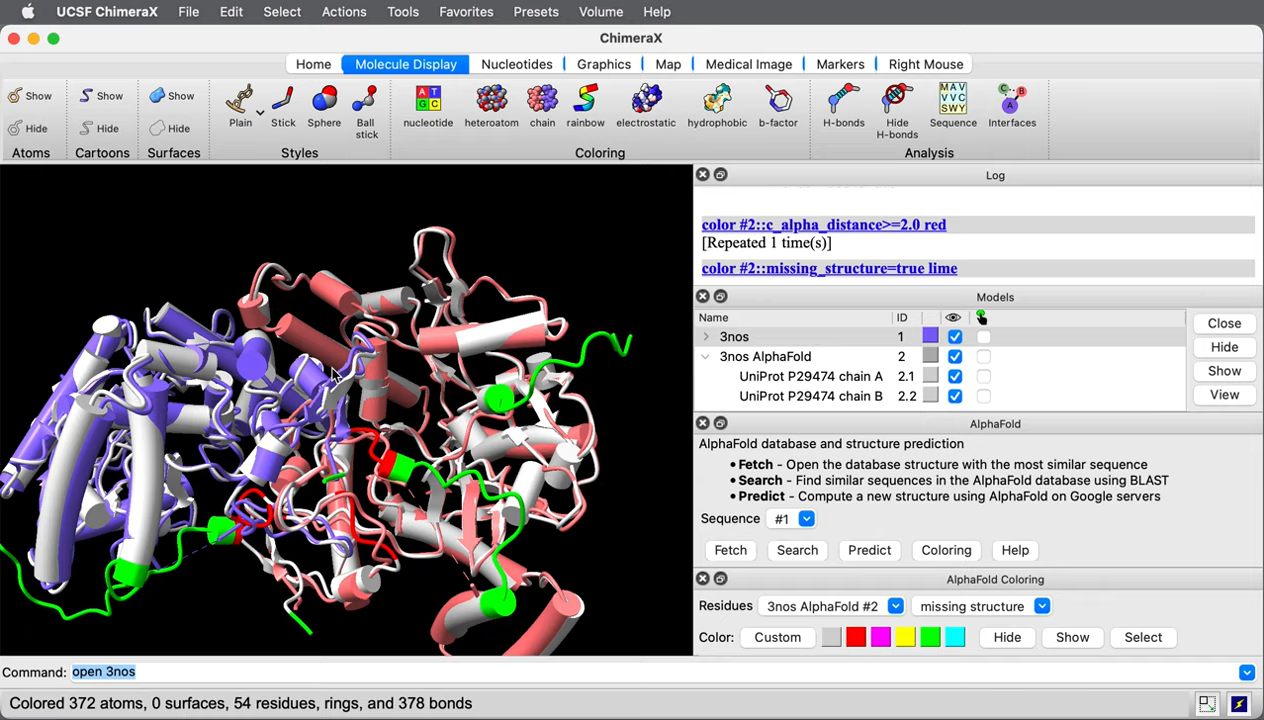 UCSF ChimeraX File Edit Select Actions Tools Favorites Presets Volume Help
ChimeraX
Home Molecule Display Nucleotides Graphics Map Medical Image Markers Right Mouse
Show Show Show
Hide Hide Hide
Atoms Cartoons Surfaces
Plain Stick Sphere Ball stick
Styles
A T G C
nucleotide heteroatom chain rainbow electrostatic hydrophobic b-factor
Coloring
MAV VVC SWY
C R A
H-bonds Hide H-bonds Sequence Interfaces
Analysis
Log
color #2::c_alpha_distance>=2.0 red
[Repeated 1 time(s)]
color #2::missing_structure=true lime
Models
Name ID
3nos 1
3nos AlphaFold 2
UniProt P29474 chain A 2.1
UniProt P29474 chain B 2.2
Close
Hide
Show
View
AlphaFold
AlphaFold database and structure prediction
• Fetch - Open the database structure with the most similar sequence
• Search - Find similar sequences in the AlphaFold database using BLAST
• Predict - Compute a new structure using AlphaFold on Google servers
Sequence #1
Fetch Search Predict Coloring Help
AlphaFold Coloring
Residues 3nos AlphaFold #2 missing structure
Color: Custom Hide Show Select
Command: open 3nos
Colored 372 atoms, 0 surfaces, 54 residues, rings, and 378 bonds